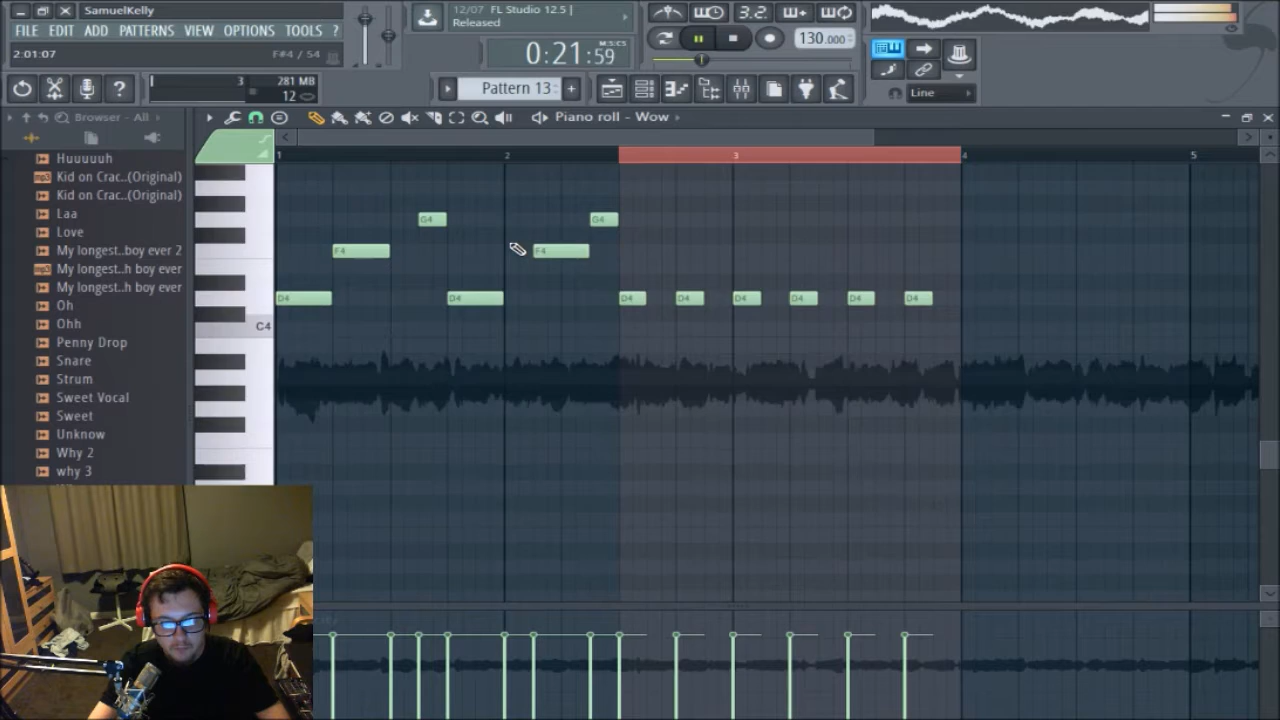 SamuelKelly
FILE EDIT ADD PATTERNS VIEW OPTIONS TOOLS ?
2:01:07 F#4 / 54
12/07 FL Studio 12.5 |
Released
0:21:59 M:S:CS
3.2.
130.000
3 281 MB
12
Pattern 13
Line
Browser - All
Piano roll - Wow
1 2 3 4 5
Huuuuuh
Kid on Crac..(Original)
Kid on Crac..(Original)
Laa
Love
My longest..boy ever 2
My longest..h boy ever
My longest..h boy ever
Oh
Ohh
Penny Drop
Snare
Strum
Sweet Vocal
Sweet
Unknow
Why 2
why 3
G4 G4
F4 F4
D4 D4 D4 D4 D4 D4 D4 D4
C4